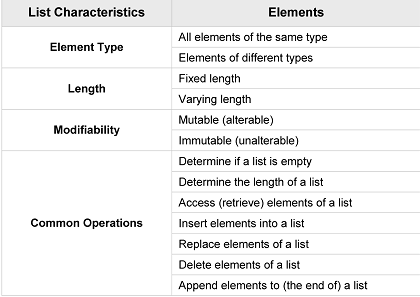 List Characteristics Elements
Element Type
All elements of the same type
Elements of different types
Length
Fixed length
Varying length
Modifiability
Mutable (alterable)
Immutable (unalterable)
Common Operations
Determine if a list is empty
Determine the length of a list
Access (retrieve) elements of a list
Insert elements into a list
Replace elements of a list
Delete elements of a list
Append elements to (the end of) a list